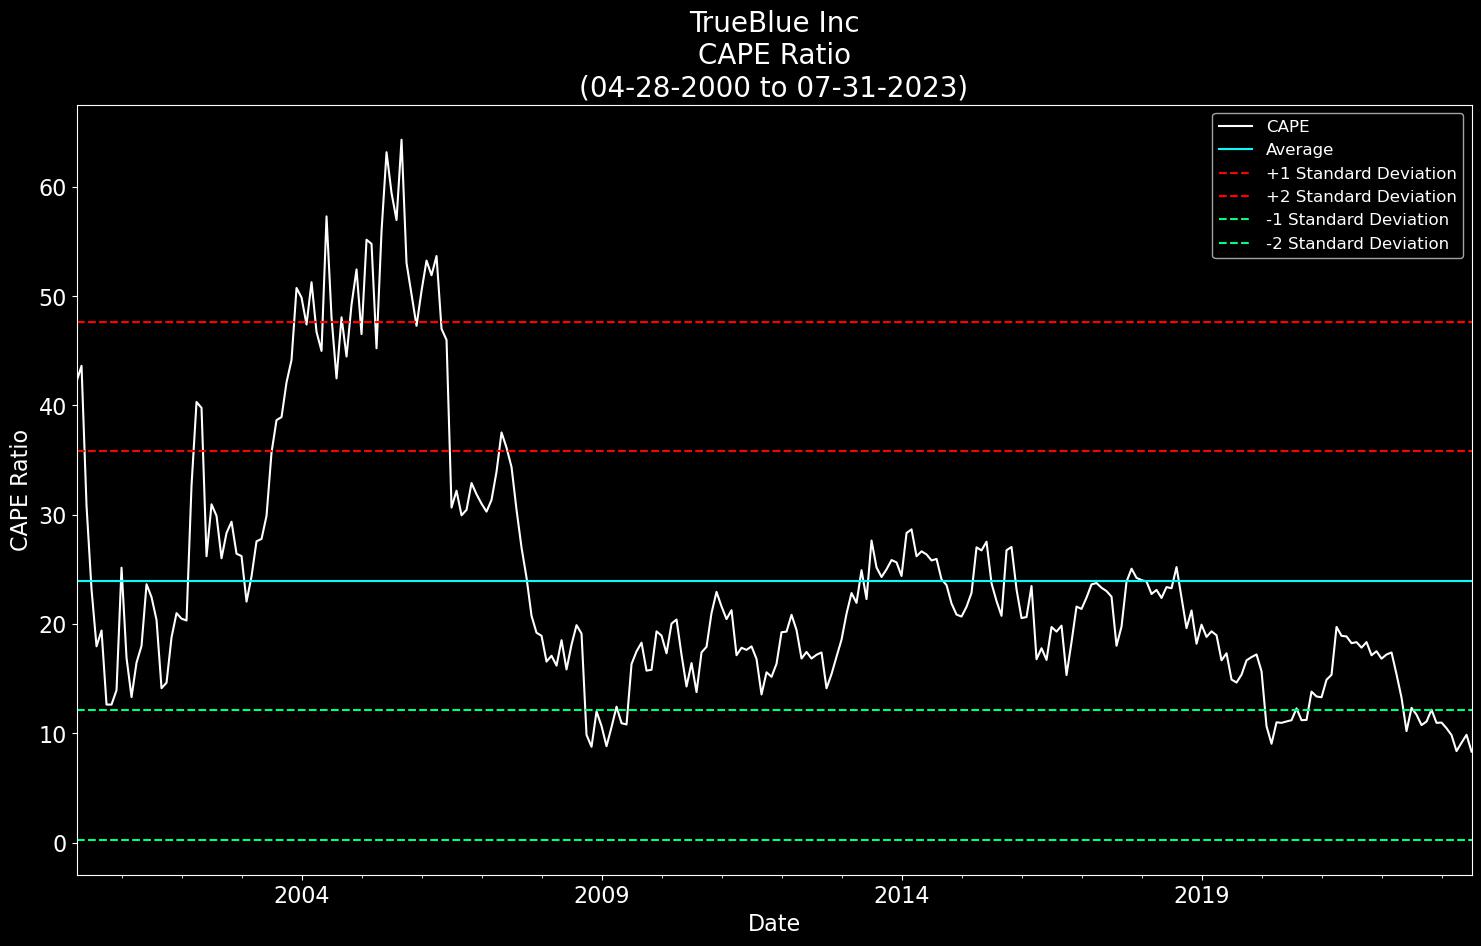 TrueBlue Inc
CAPE Ratio
(04-28-2000 to 07-31-2023)
CAPE
Average
+1 Standard Deviation
+2 Standard Deviation
-1 Standard Deviation
-2 Standard Deviation
CAPE Ratio
60
50
40
30
20
10
0
2004 2009 2014 2019
Date